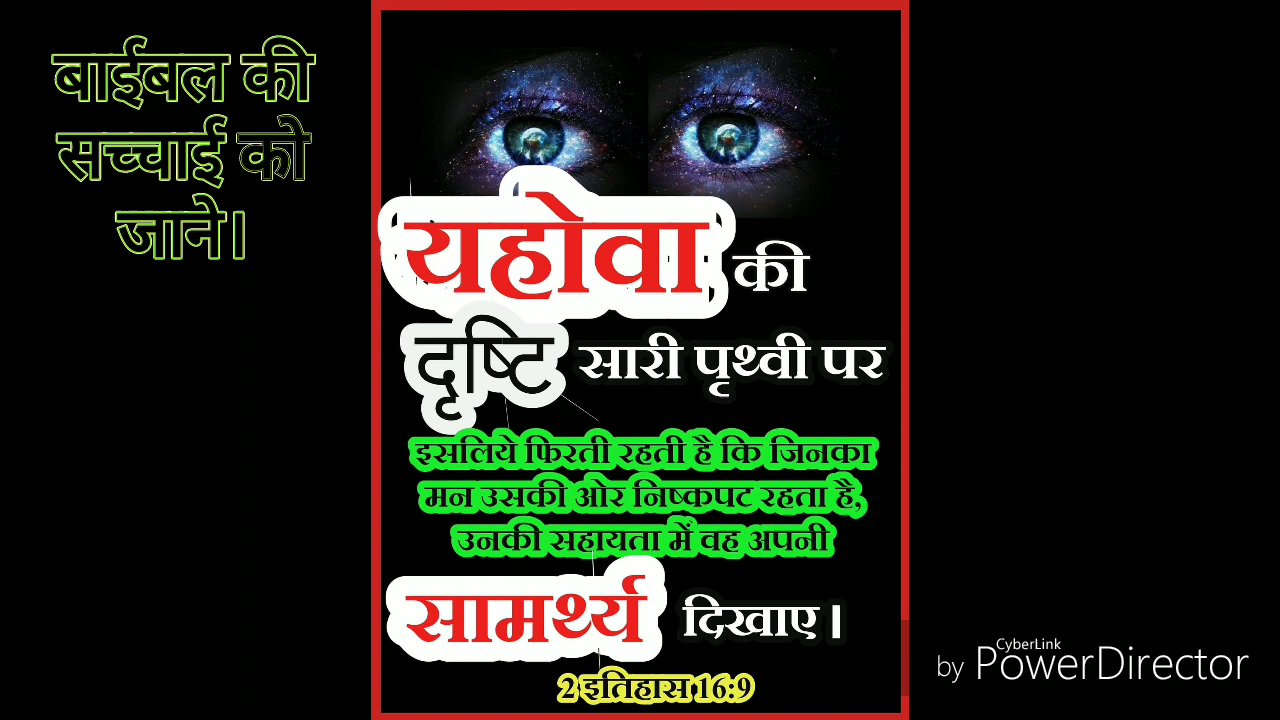 बाईबल की
सच्चाई को
जाने।
यहोवा की
दृष्टि सारी पृथ्वी पर
इसलिये फिरती रहती है कि जिनका
मन उसकी ओर निष्कपट रहता है,
उनकी सहायता में वह अपनी
सामर्थ्य दिखाए।
2 इतिहास 16:9
CyberLink
by PowerDirector